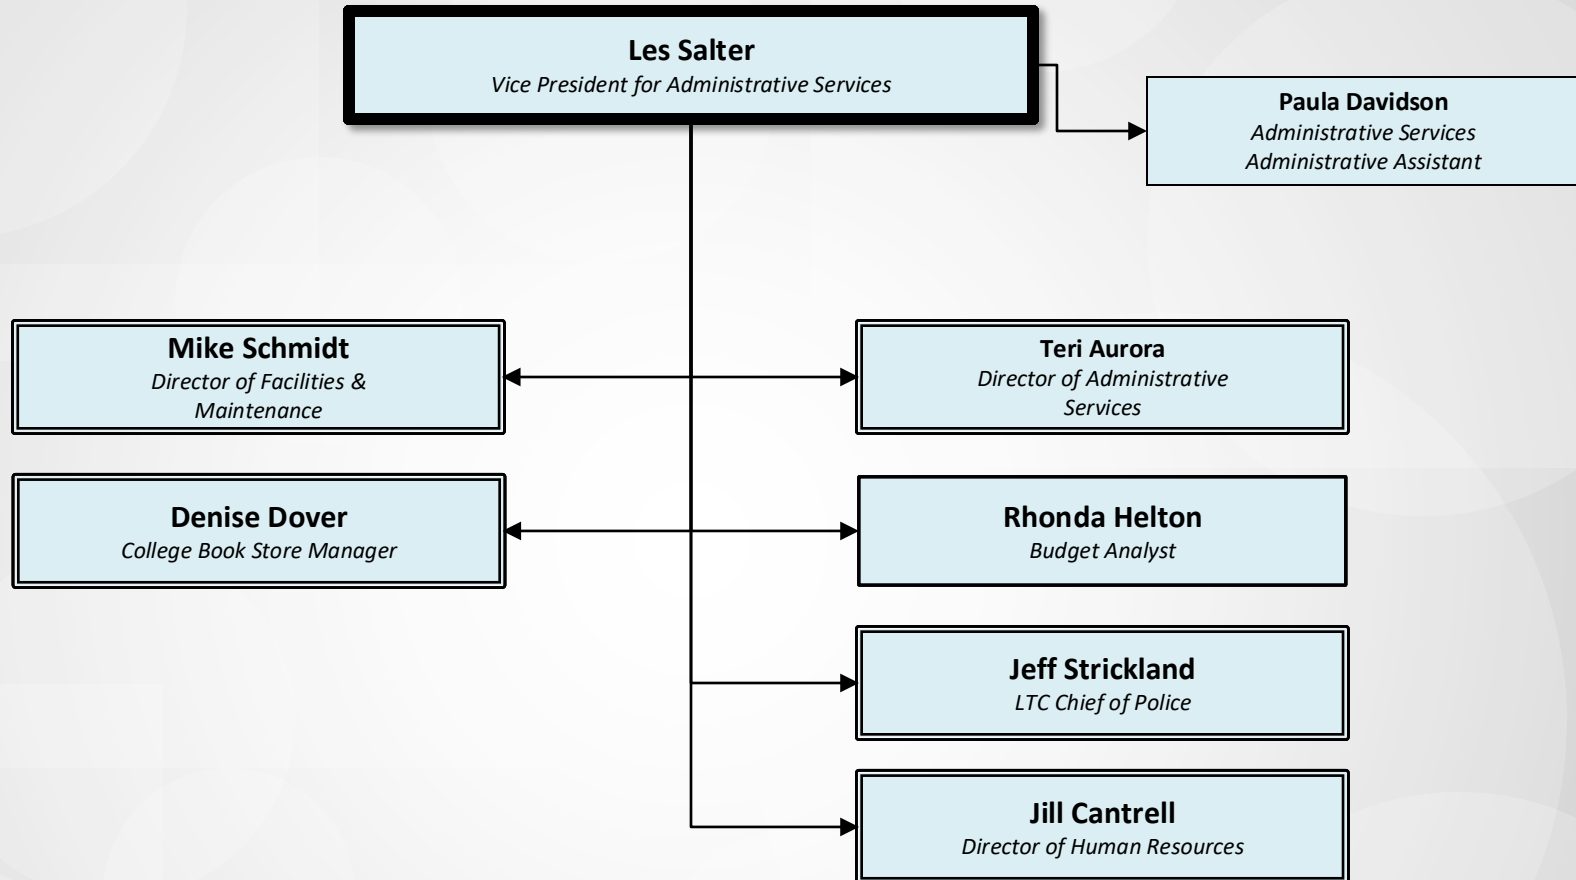 Les Salter
Vice President for Administrative Services
Paula Davidson
Administrative Services
Administrative Assistant
Mike Schmidt
Director of Facilities &
Maintenance
Teri Aurora
Director of Administrative
Services
Denise Dover
College Book Store Manager
Rhonda Helton
Budget Analyst
Jeff Strickland
LTC Chief of Police
Jill Cantrell
Director of Human Resources